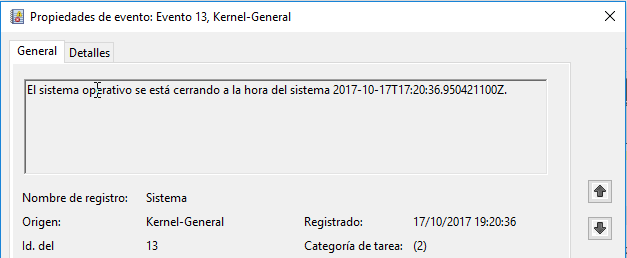 Propiedades de evento: Evento 13, Kernel-General
General Detalles
El sistema operativo se está cerrando a la hora del sistema 2017-10-17T17:20:36.950421100Z.
Nombre de registro: Sistema
Origen: Kernel-General Registrado: 17/10/2017 19:20:36
Id. del 13 Categoría de tarea: (2)